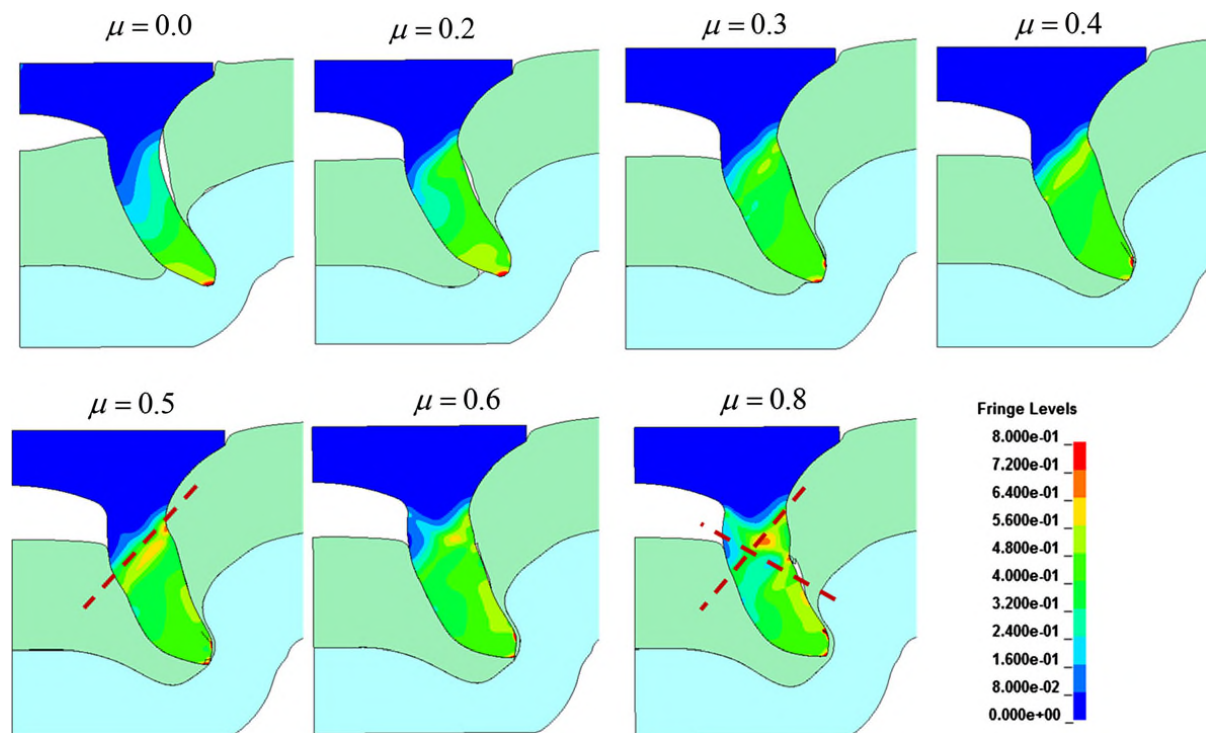 μ = 0.0
μ = 0.2
μ = 0.3
μ = 0.4
μ = 0.5
μ = 0.6
μ = 0.8
Fringe Levels
8.000e-01
7.200e-01
6.400e-01
5.600e-01
4.800e-01
4.000e-01
3.200e-01
2.400e-01
1.600e-01
8.000e-02
0.000e+00